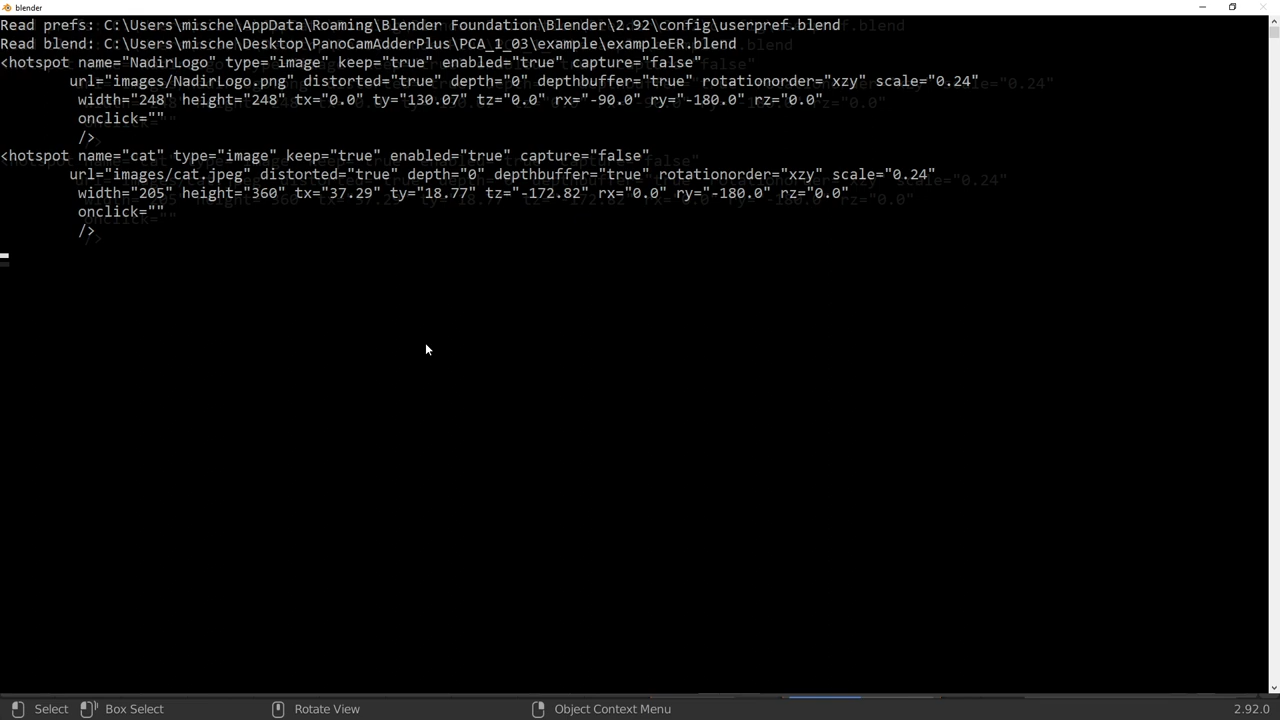 blender
Read prefs: C:\Users\mische\AppData\Roaming\Blender Foundation\Blender\2.92\config\userpref.blend
Read blend: C:\Users\mische\Desktop\PanoCamAdderPlus\PCA_1_03\example\exampleER.blend
<hotspot name="NadirLogo" type="image" keep="true" enabled="true" capture="false"
url="images/NadirLogo.png" distorted="true" depth="0" depthbuffer="true" rotationorder="xzy" scale="0.24"
width="248" height="248" tx="0.0" ty="130.07" tz="0.0" rx="-90.0" ry="-180.0" rz="0.0"
onclick=""
/>
<hotspot name="cat" type="image" keep="true" enabled="true" capture="false"
url="images/cat.jpeg" distorted="true" depth="0" depthbuffer="true" rotationorder="xzy" scale="0.24"
width="205" height="360" tx="37.29" ty="18.77" tz="-172.82" rx="0.0" ry="-180.0" rz="0.0"
onclick=""
/>
Select Box Select Rotate View Object Context Menu 2.92.0